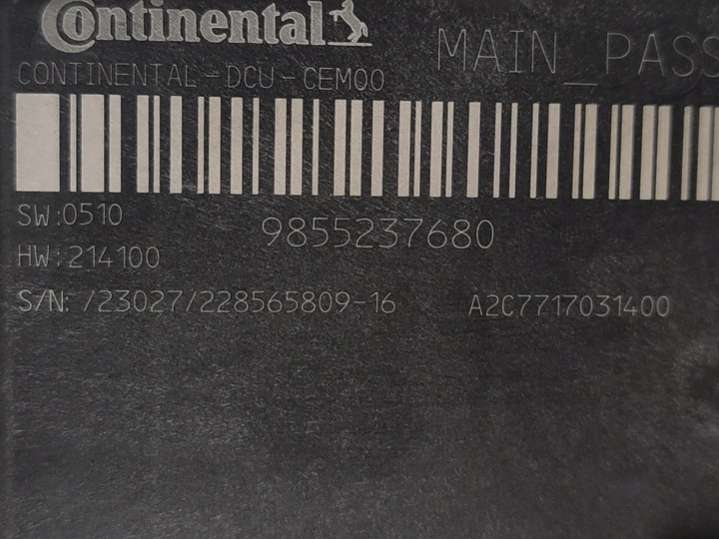 Continental
MAIN_PASS
CONTINENTAL-DCU-CEM00
SW:0510
9855237680
HW:214100
S/N: /23027/228565809-16
A2C7717031400